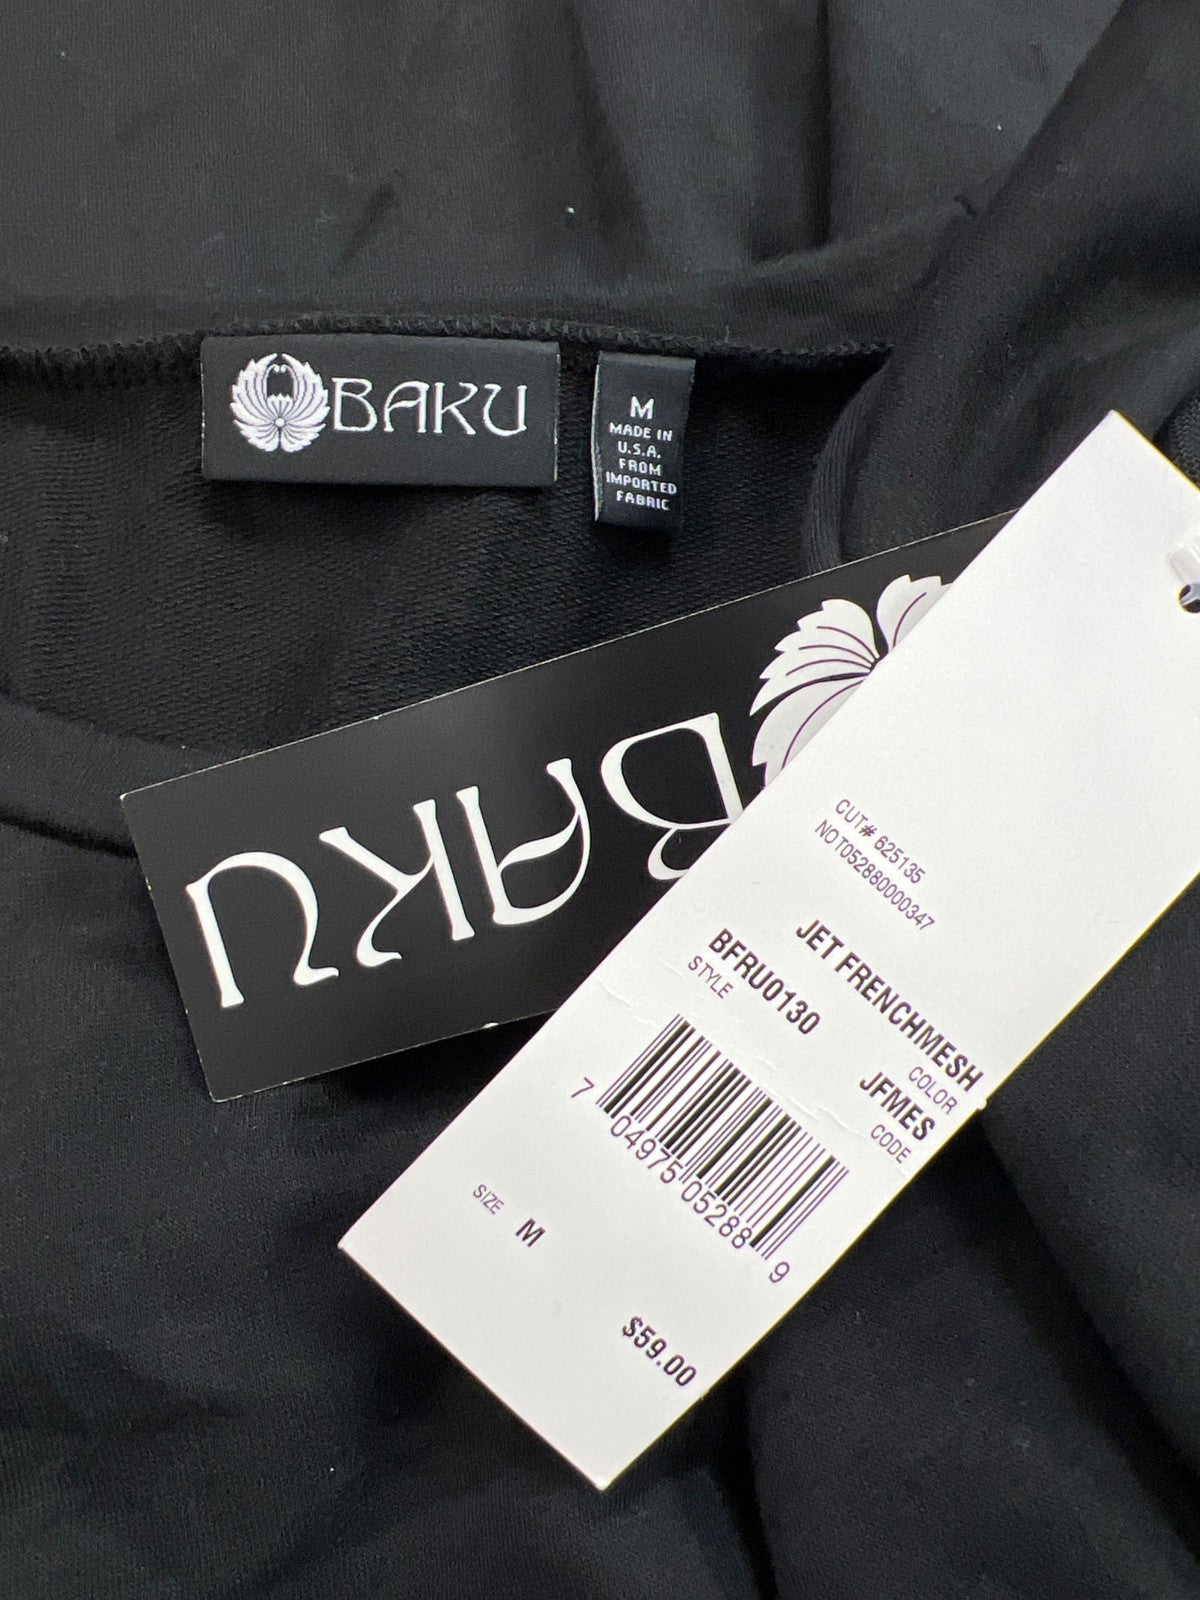 BAKU
M
MADE IN
U.S.A.
FROM
IMPORTED
FABRIC
BAKU
CUT# 625135
NOT052880000347
JET FRENCHMESH
COLOR
BFRU0130
STYLE
JFMES
CODE
7 04975 05288 9
SIZE M
$59.00